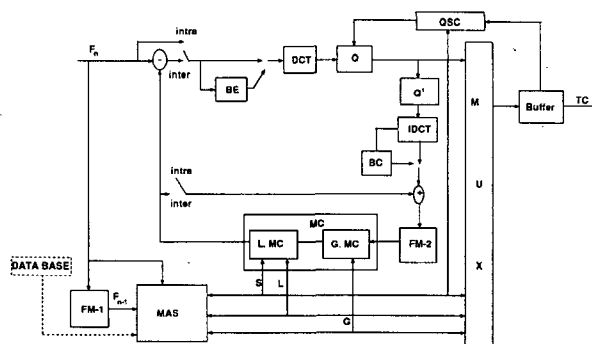 QSC
intra
Fn
-
inter
DCT
Q
BE
Q
M
Buffer
TC
IDCT
BC
intra
inter
+
U
MC
L. MC
G. MC
FM-2
DATA BASE
S
L
X
FM-1
Fn-1
MAS
G